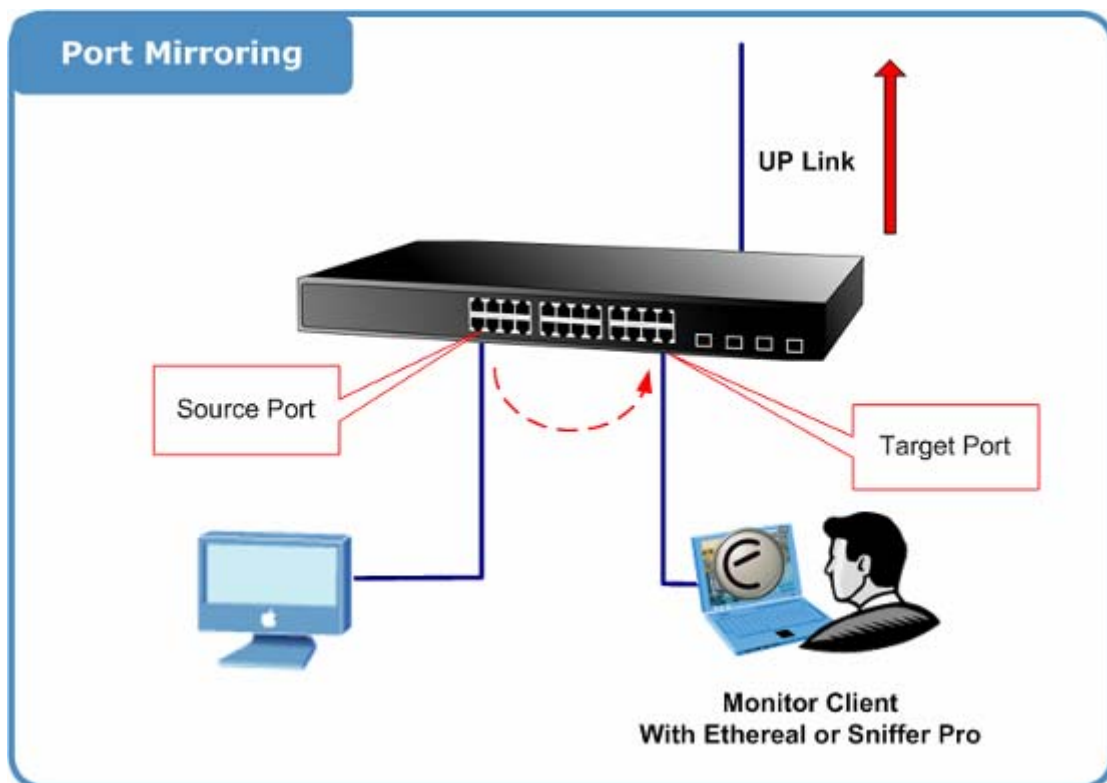 Port Mirroring
UP Link
Source Port
Target Port
Monitor Client
With Ethereal or Sniffer Pro